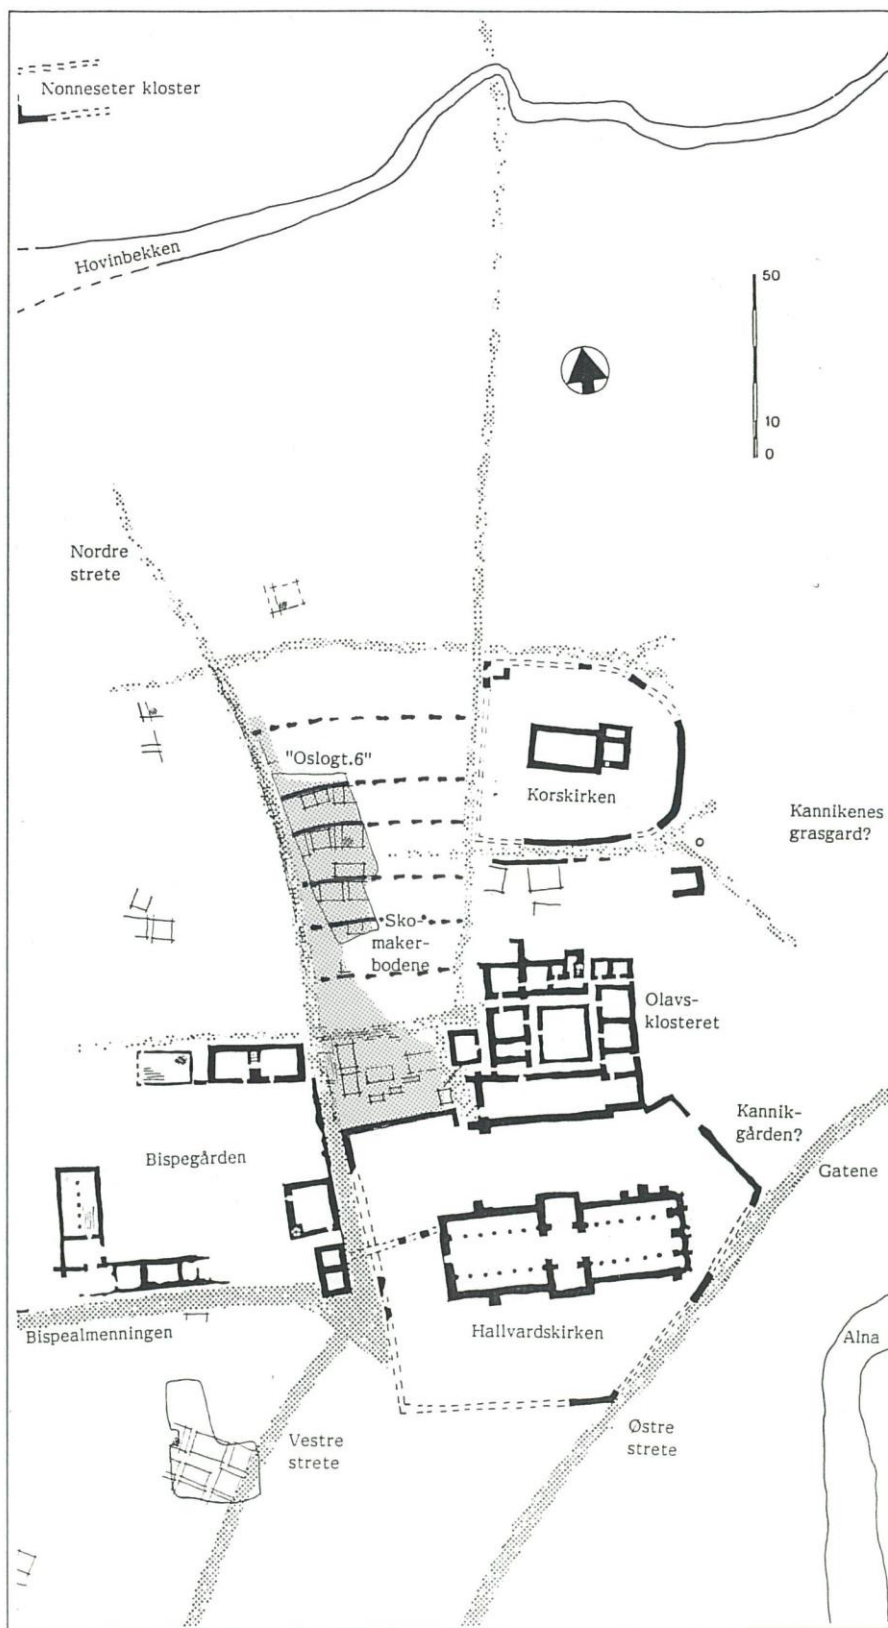 Nonneseter kloster
Hovinbekken
50
10
0
Nordre
strete
"Oslogt.6"
Korskirken
Kannikenes
grasgard?
Sko-
maker-
bodene
Olavs-
klosteret
Kannik-
gården?
Bispegården
Gatene
Bispealmenningen
Hallvardskirken
Alna
Vestre
strete
Østre
strete